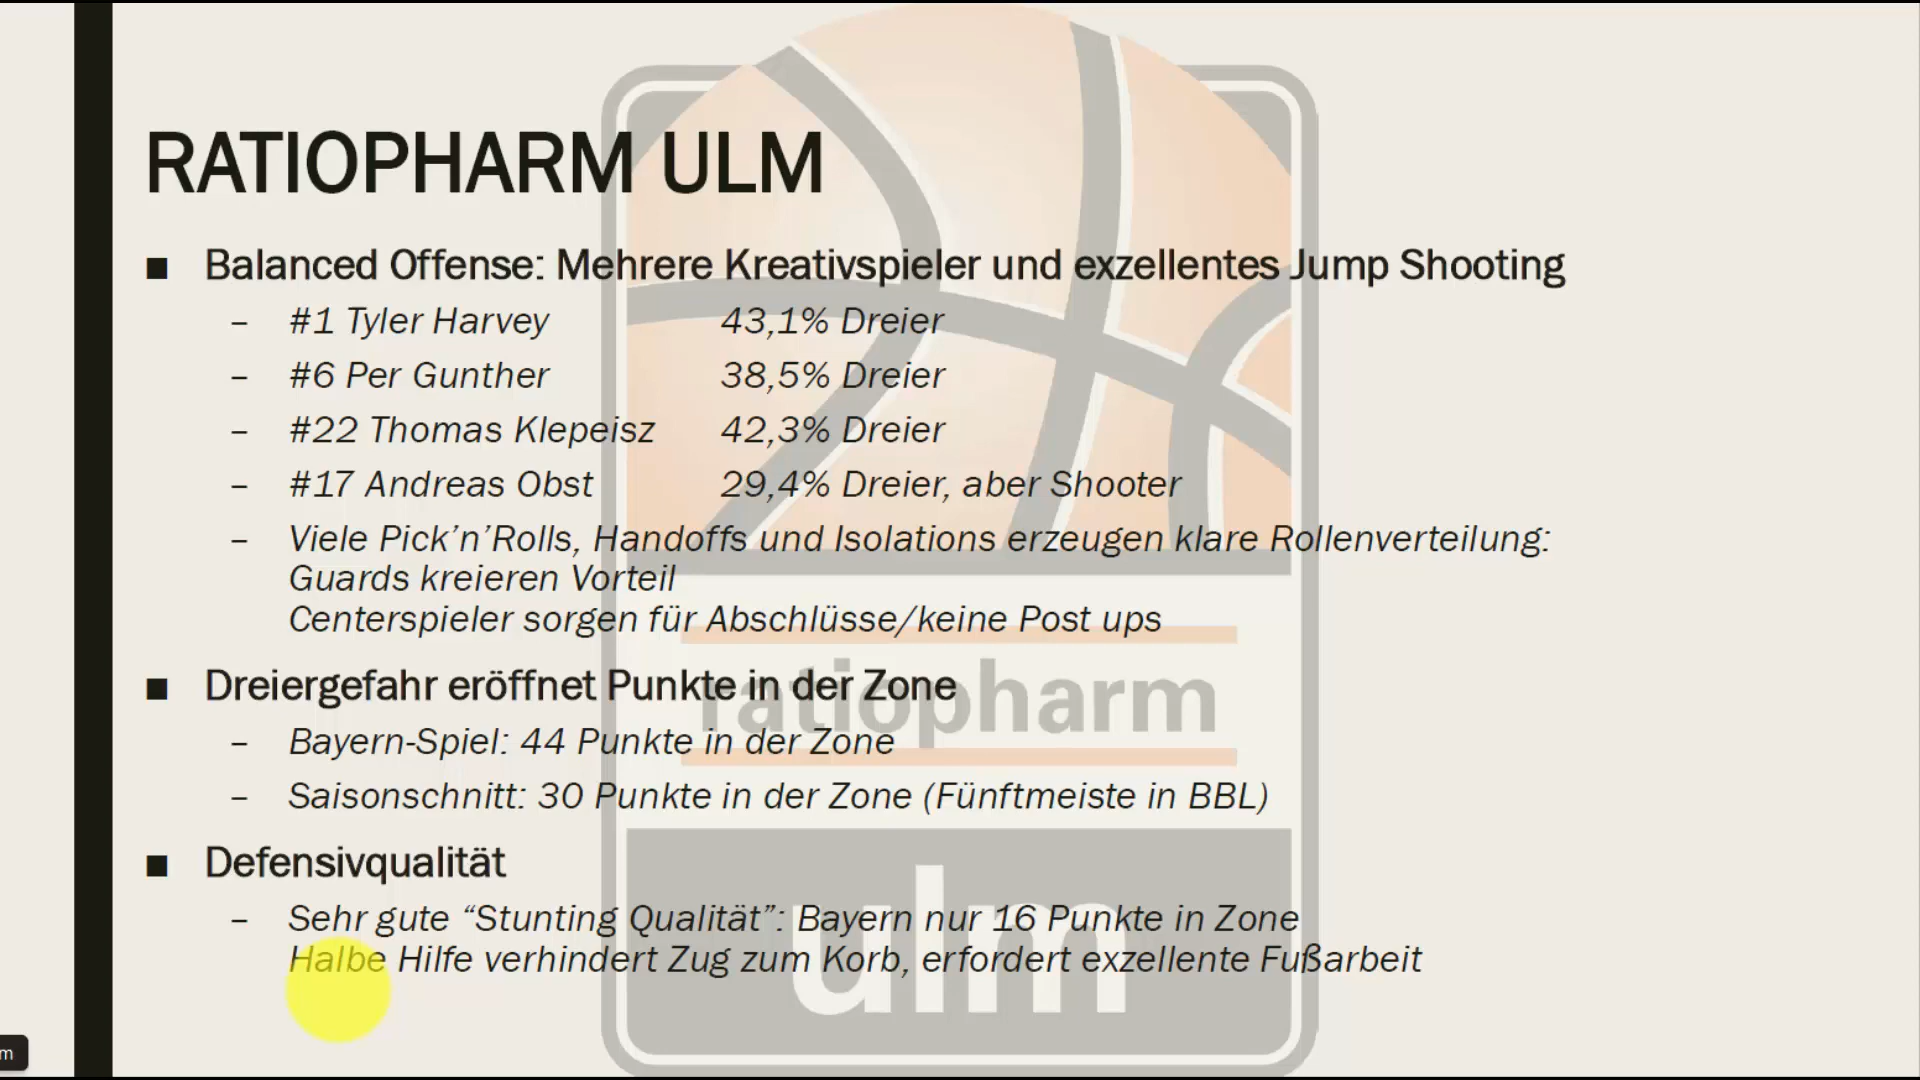 RATIOPHARM ULM
■ Balanced Offense: Mehrere Kreativspieler und exzellentes Jump Shooting
– #1 Tyler Harvey 43,1% Dreier
– #6 Per Gunther 38,5% Dreier
– #22 Thomas Klepeisz 42,3% Dreier
– #17 Andreas Obst 29,4% Dreier, aber Shooter
– Viele Pick’n’Rolls, Handoffs und Isolations erzeugen klare Rollenverteilung:
Guards kreieren Vorteil
Centerspieler sorgen für Abschlüsse/keine Post ups
■ Dreiergefahr eröffnet Punkte in der Zone
ratiopharm
– Bayern-Spiel: 44 Punkte in der Zone
– Saisonschnitt: 30 Punkte in der Zone (Fünftmeiste in BBL)
■ Defensivqualität
– Sehr gute “Stunting Qualität”: Bayern nur 16 Punkte in Zone
Halbe Hilfe verhindert Zug zum Korb, erfordert exzellente Fußarbeit
ulm
m